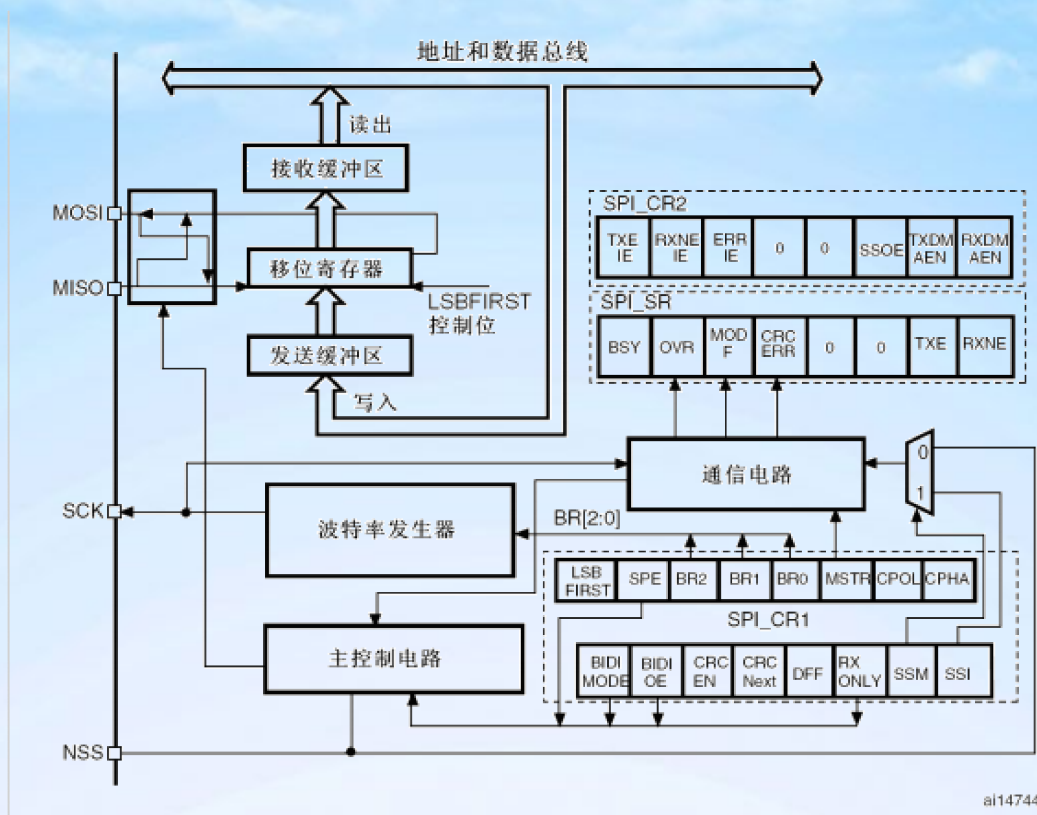 地址和数据总线
读出
接收缓冲区
MOSI
移位寄存器
MISO
LSBFIRST
控制位
发送缓冲区
写入
SPI_CR2
TXE
IE
RXNE
IE
ERR
IE
0
0
SSOE
TXDM
AEN
RXDM
AEN
SPI_SR
BSY
OVR
MOD
F
CRC
ERR
0
0
TXE
RXNE
通信电路
0
1
SCK
波特率发生器
BR[2:0]
LSB
FIRST
SPE
BR2
BR1
BR0
MSTR
CPOL
CPHA
SPI_CR1
主控制电路
BIDI
MODE
BIDI
OE
CRC
EN
CRC
Next
DFF
RX
ONLY
SSM
SSI
NSS
ai14744